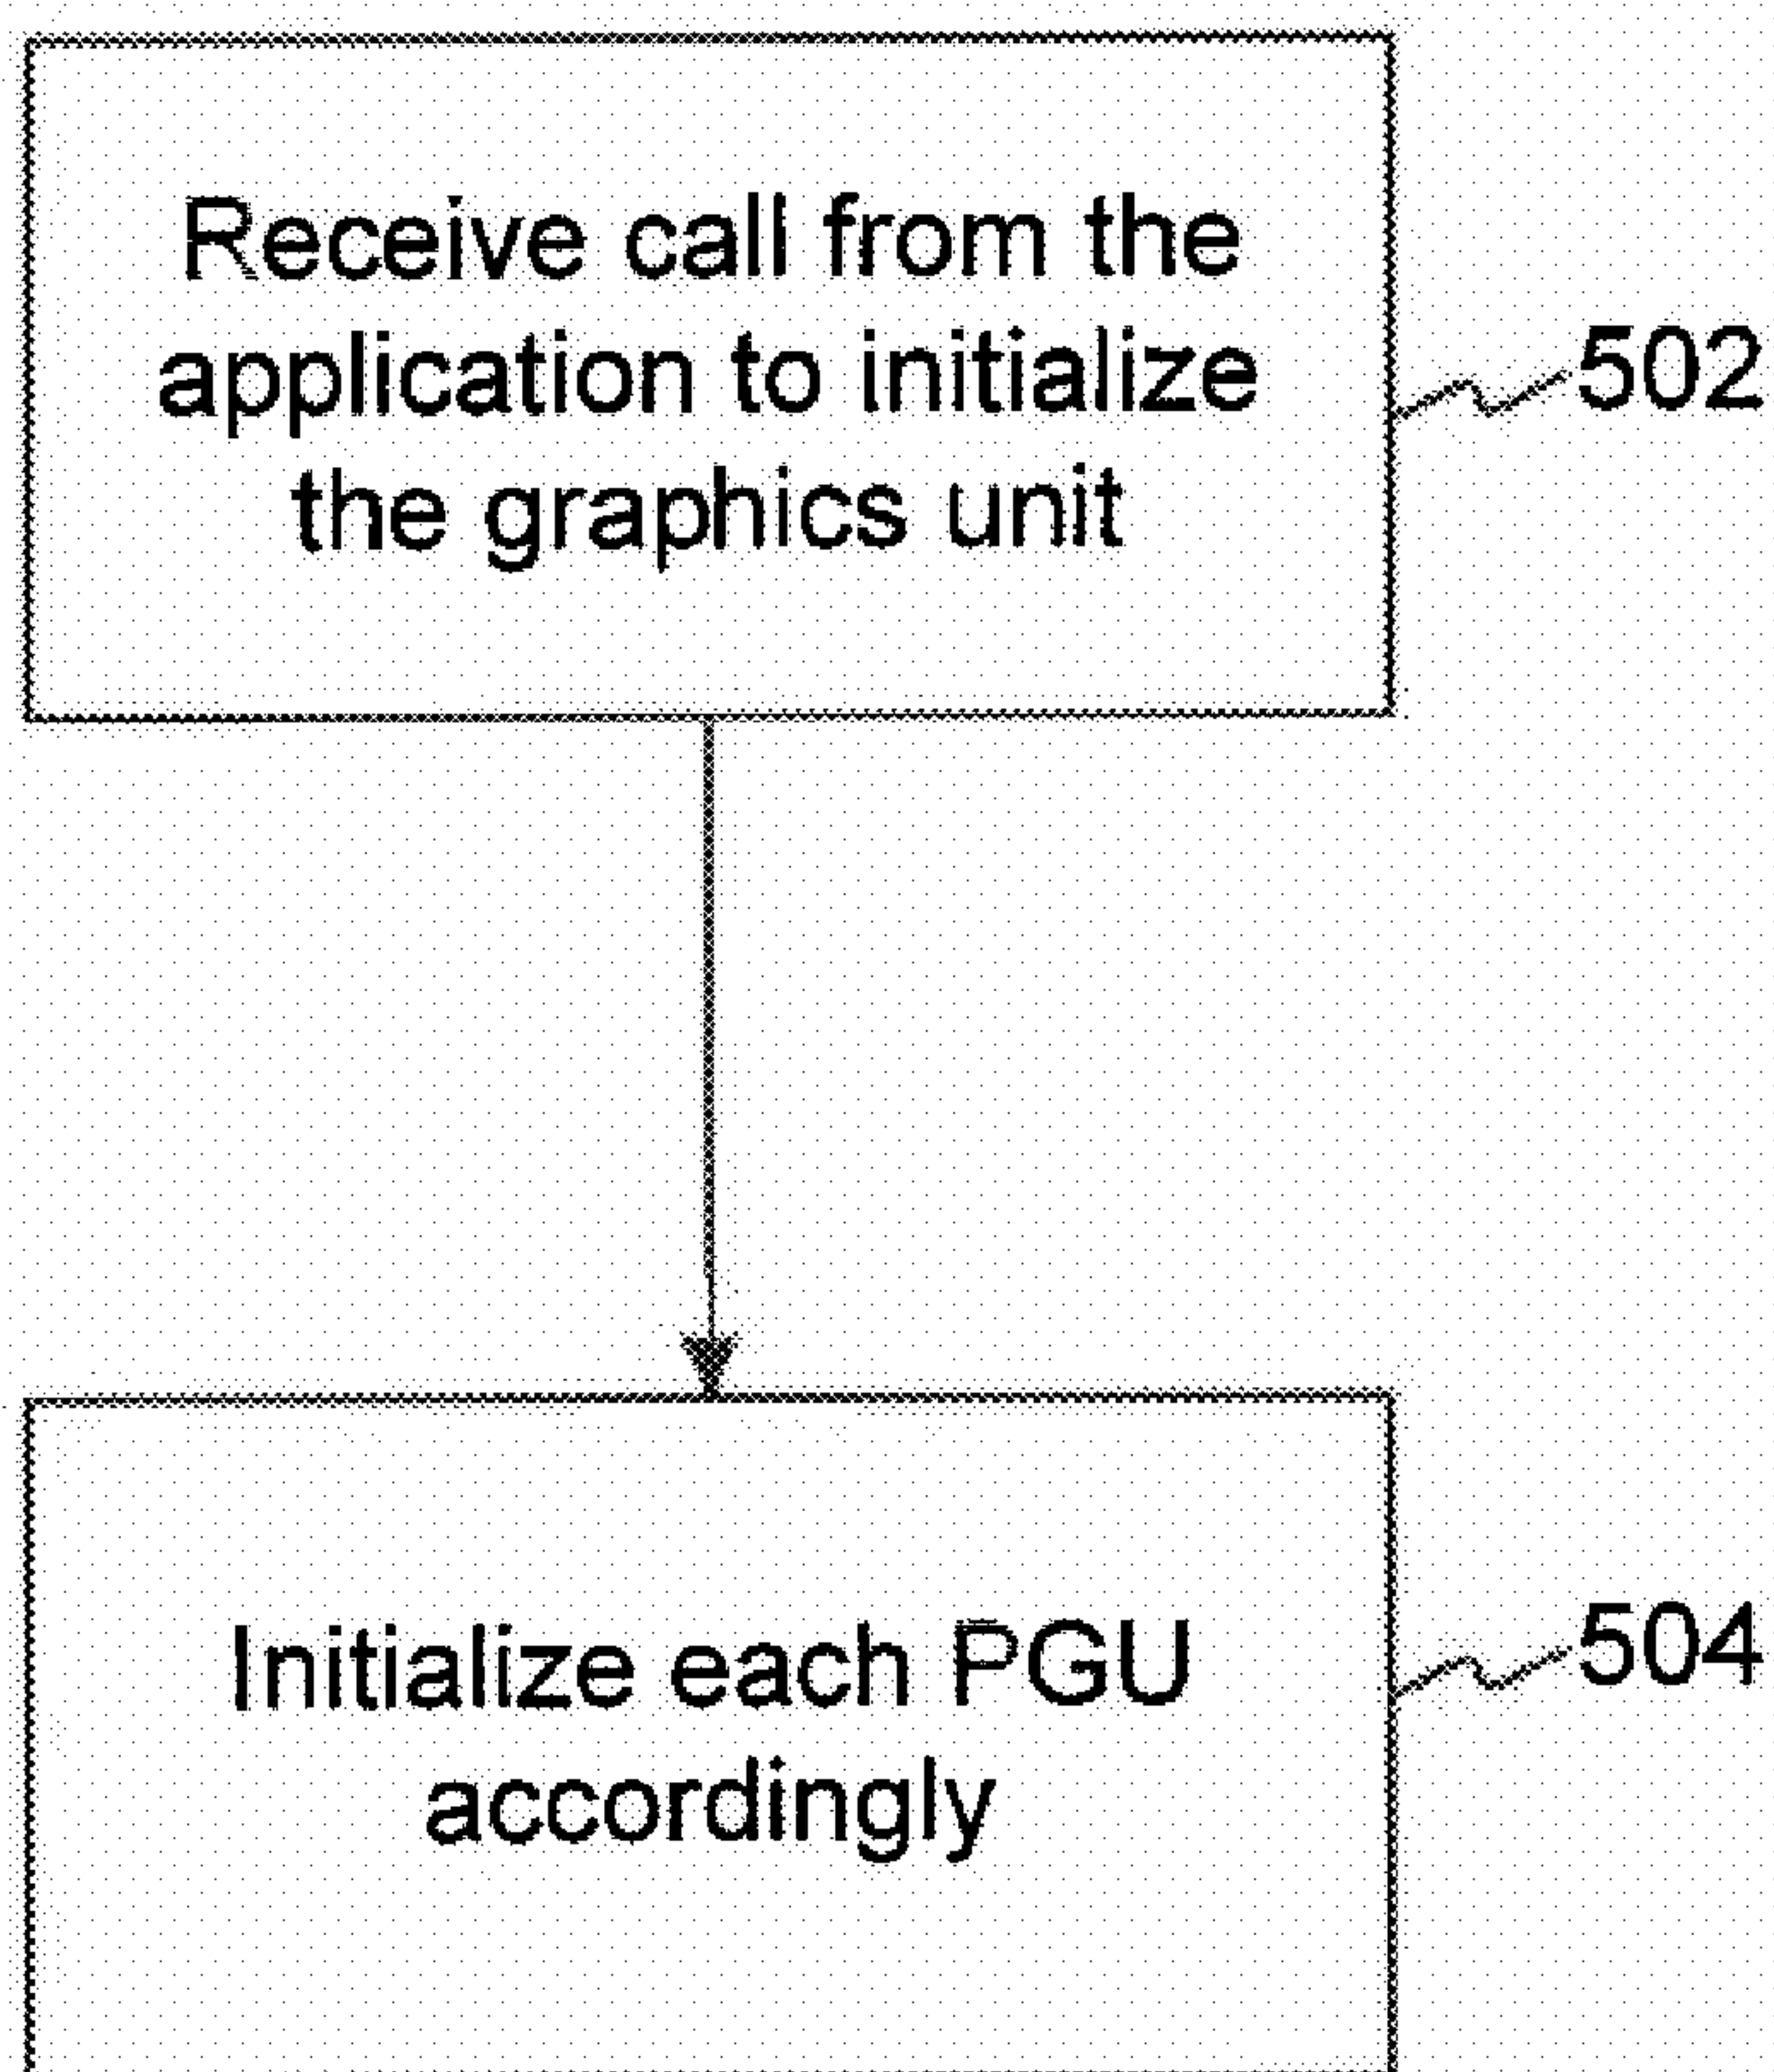 Receive call from the
application to initialize
the graphics unit
502
Initialize each PGU
accordingly
504